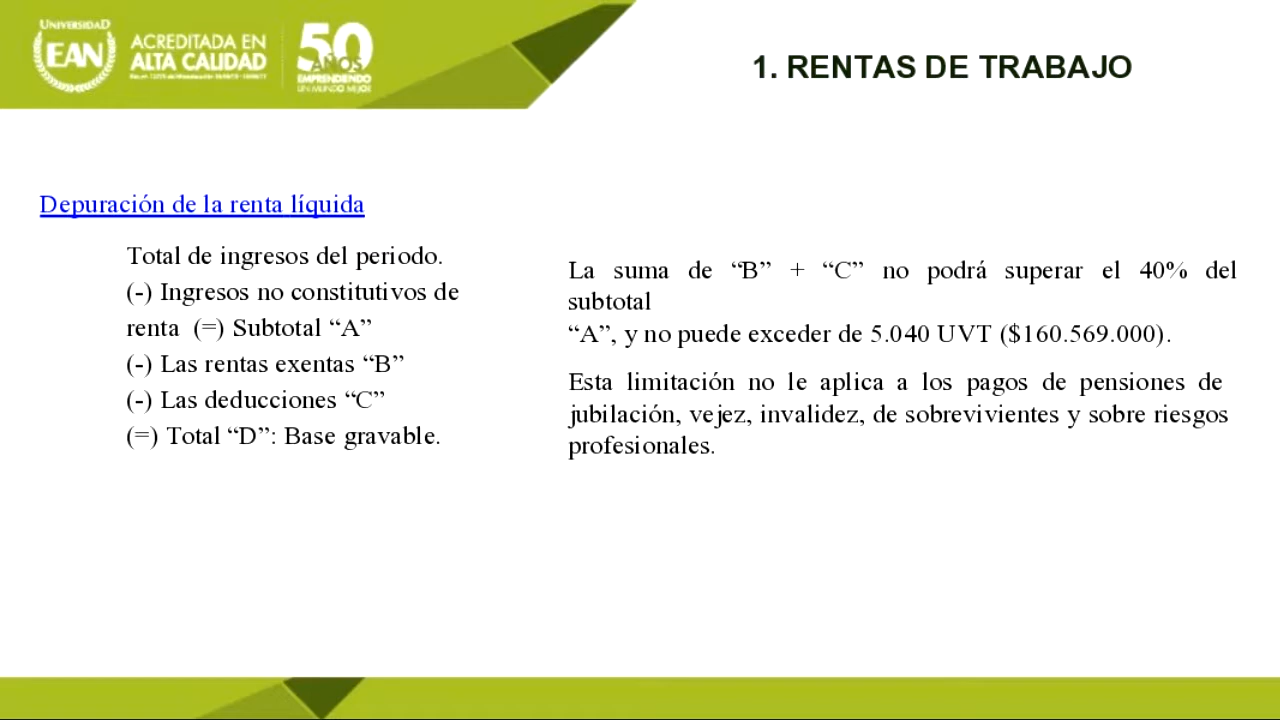 UNIVERSIDAD
EAN
ACREDITADA EN
ALTA CALIDAD
50
AÑOS
EMPRENDIENDO
UN MUNDO MEJOR
1. RENTAS DE TRABAJO
Depuración de la renta líquida
Total de ingresos del periodo.
(-) Ingresos no constitutivos de
renta (=) Subtotal “A”
(-) Las rentas exentas “B”
(-) Las deducciones “C”
(=) Total “D”: Base gravable.
La suma de “B” + “C” no podrá superar el 40% del
subtotal
“A”, y no puede exceder de 5.040 UVT ($160.569.000).
Esta limitación no le aplica a los pagos de pensiones de
jubilación, vejez, invalidez, de sobrevivientes y sobre riesgos
profesionales.